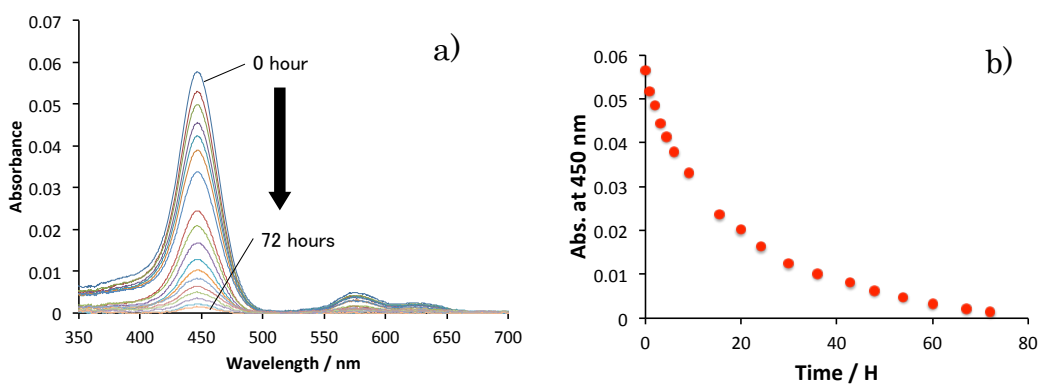 a)
0.07
0.06
0.05
0.04
0.03
0.02
0.01
0
Absorbance
0 hour
72 hours
350 400 450 500 550 600 650 700
Wavelength / nm
b)
0.06
0.05
0.04
0.03
0.02
0.01
0
Abs. at 450 nm
0 20 40 60 80
Time / H